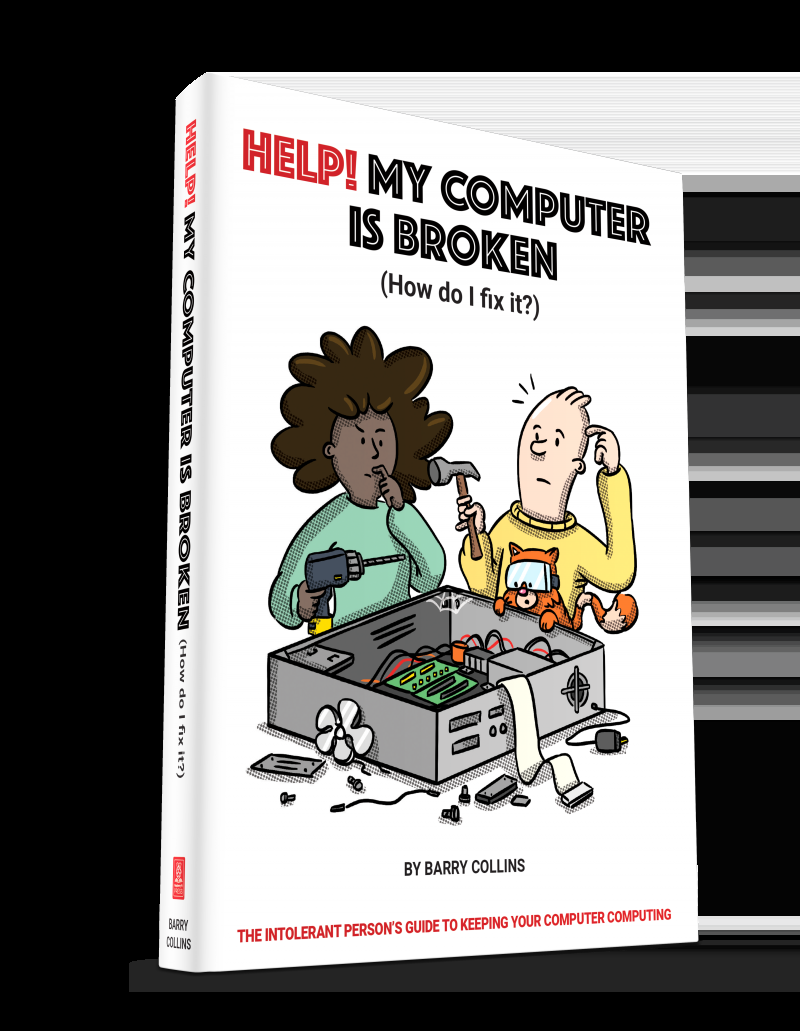 HELP! MY COMPUTER
IS BROKEN
(How do I fix it?)
BY BARRY COLLINS
THE INTOLERANT PERSON'S GUIDE TO KEEPING YOUR COMPUTER COMPUTING
HELP! MY COMPUTER IS BROKEN (How do I fix it?)
PRESS
BARRY
COLLINS